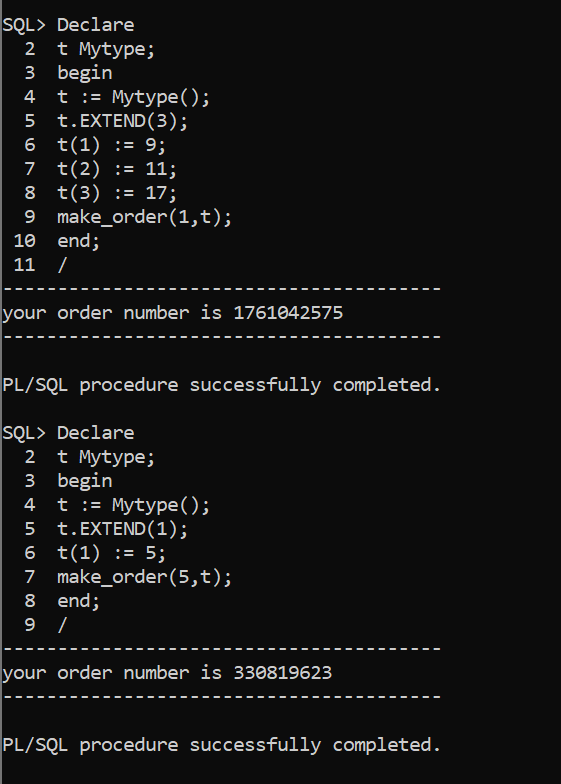 SQL> Declare
  2  t Mytype;
  3  begin
  4  t := Mytype();
  5  t.EXTEND(3);
  6  t(1) := 9;
  7  t(2) := 11;
  8  t(3) := 17;
  9  make_order(1,t);
 10  end;
 11  /
----------------------------------------
your order number is 1761042575
----------------------------------------
PL/SQL procedure successfully completed.
SQL> Declare
  2  t Mytype;
  3  begin
  4  t := Mytype();
  5  t.EXTEND(1);
  6  t(1) := 5;
  7  make_order(5,t);
  8  end;
  9  /
----------------------------------------
your order number is 330819623
----------------------------------------
PL/SQL procedure successfully completed.